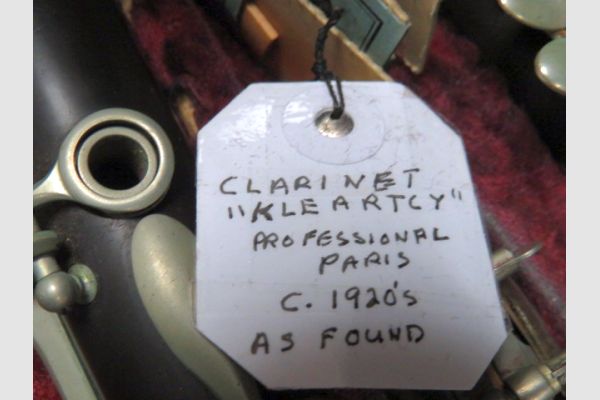 CLARINET
"KLEARTCY"
PROFESSIONAL
PARIS
C. 1920's
AS FOUND